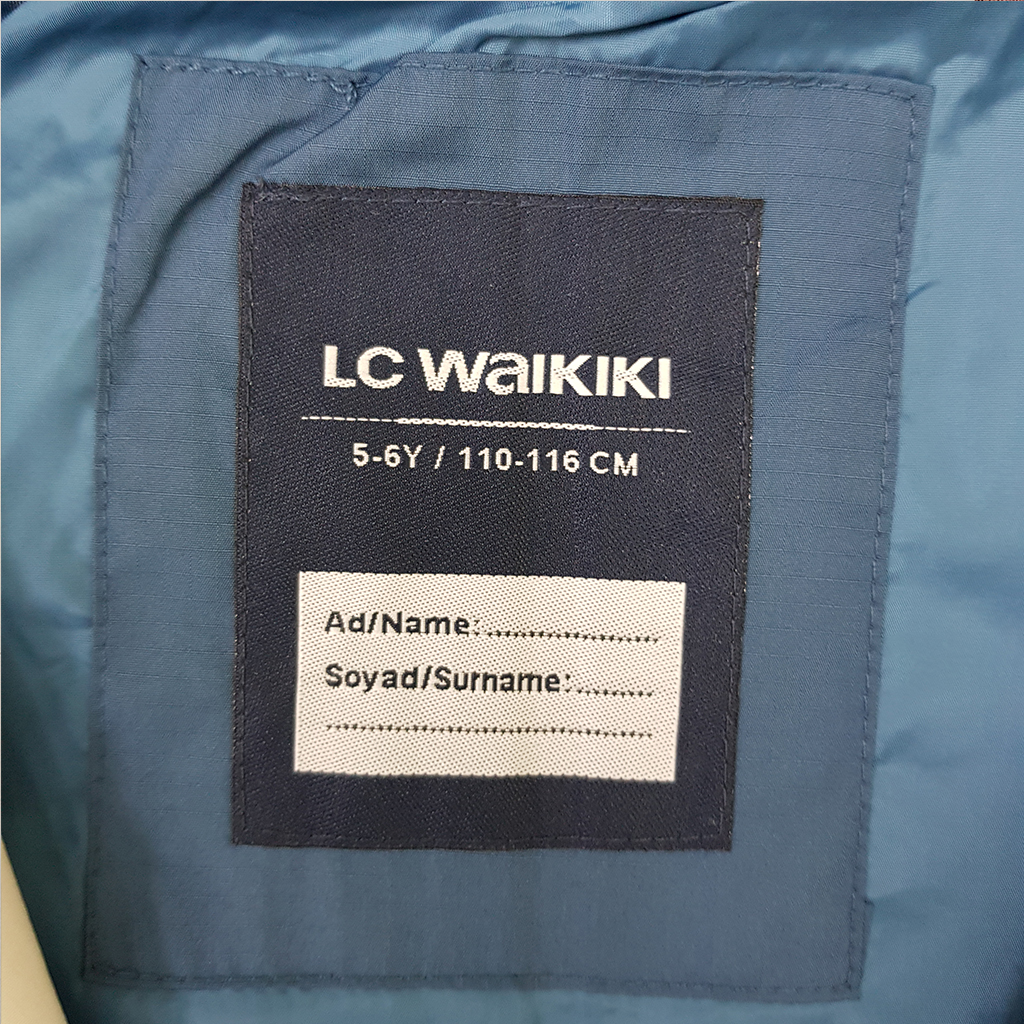 LC WAIKIKI
5-6Y / 110-116 CM
Ad/Name:....................
Soyad/Surname:.........
.......................................